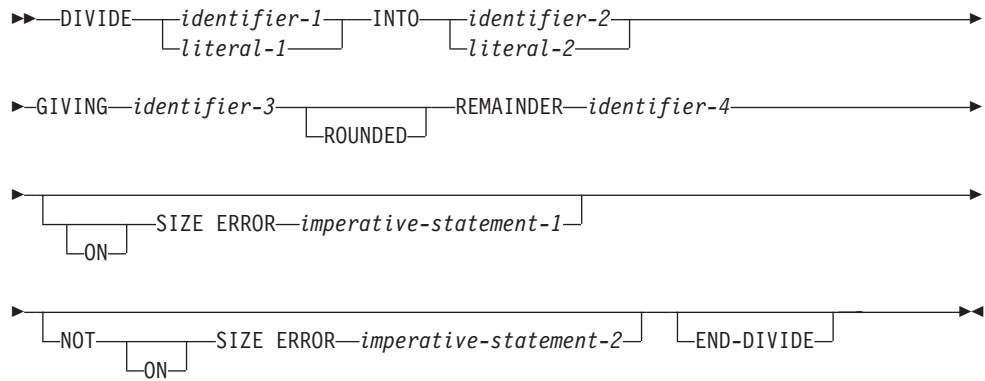 DIVIDE identifier-1 INTO identifier-2
literal-1 literal-2
GIVING identifier-3 REMAINDER identifier-4
ROUNDED
SIZE ERROR imperative-statement-1
ON
NOT SIZE ERROR imperative-statement-2 END-DIVIDE
ON